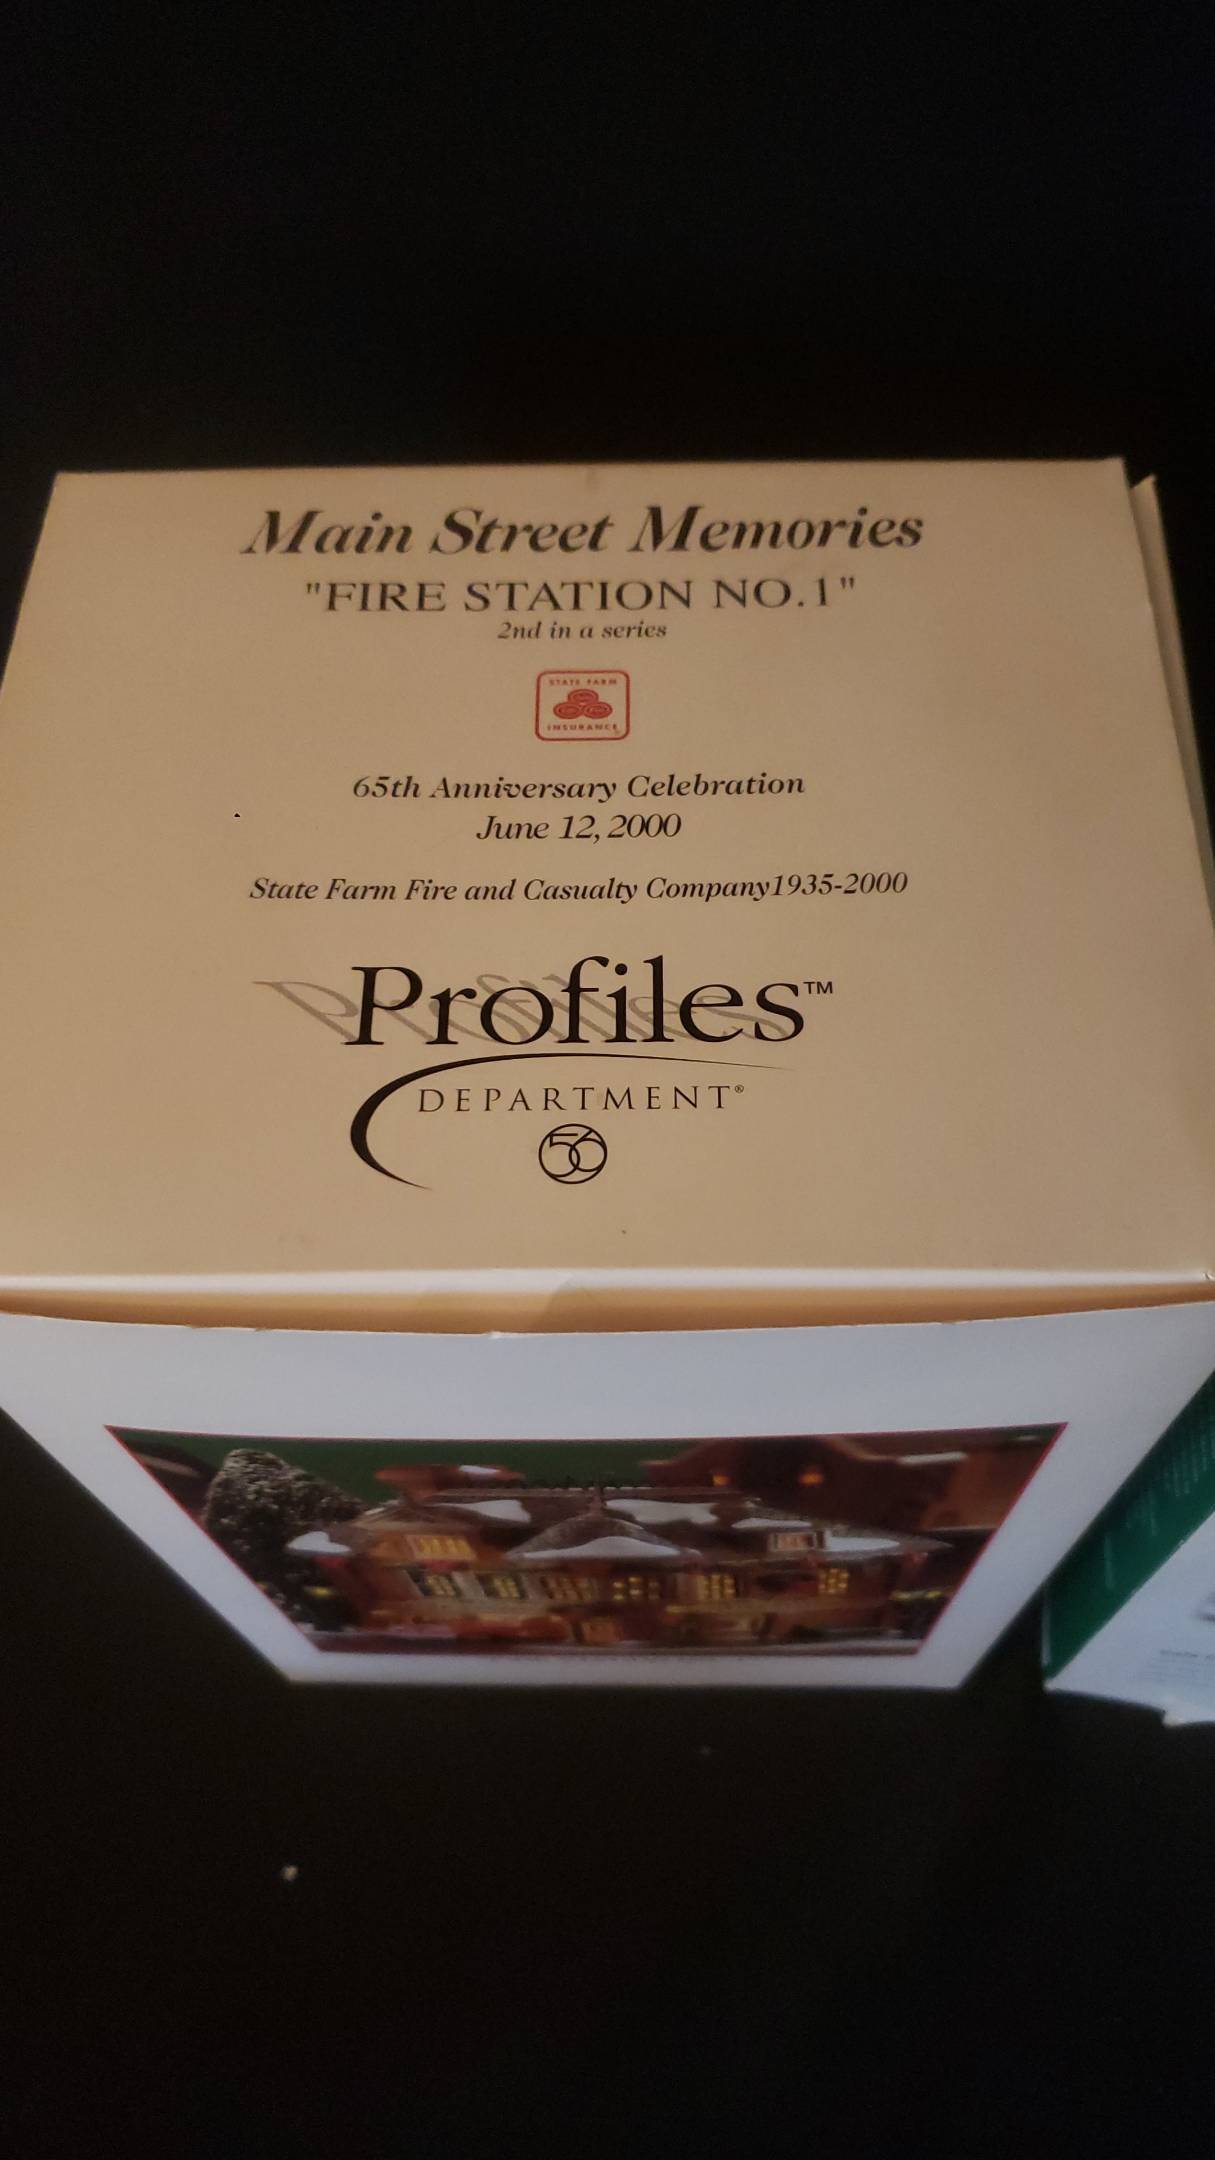 Main Street Memories
"FIRE STATION NO.1"
2nd in a series
STATE FARM
INSURANCE
65th Anniversary Celebration
June 12, 2000
State Farm Fire and Casualty Company1935-2000
Profiles™
DEPARTMENT®
56